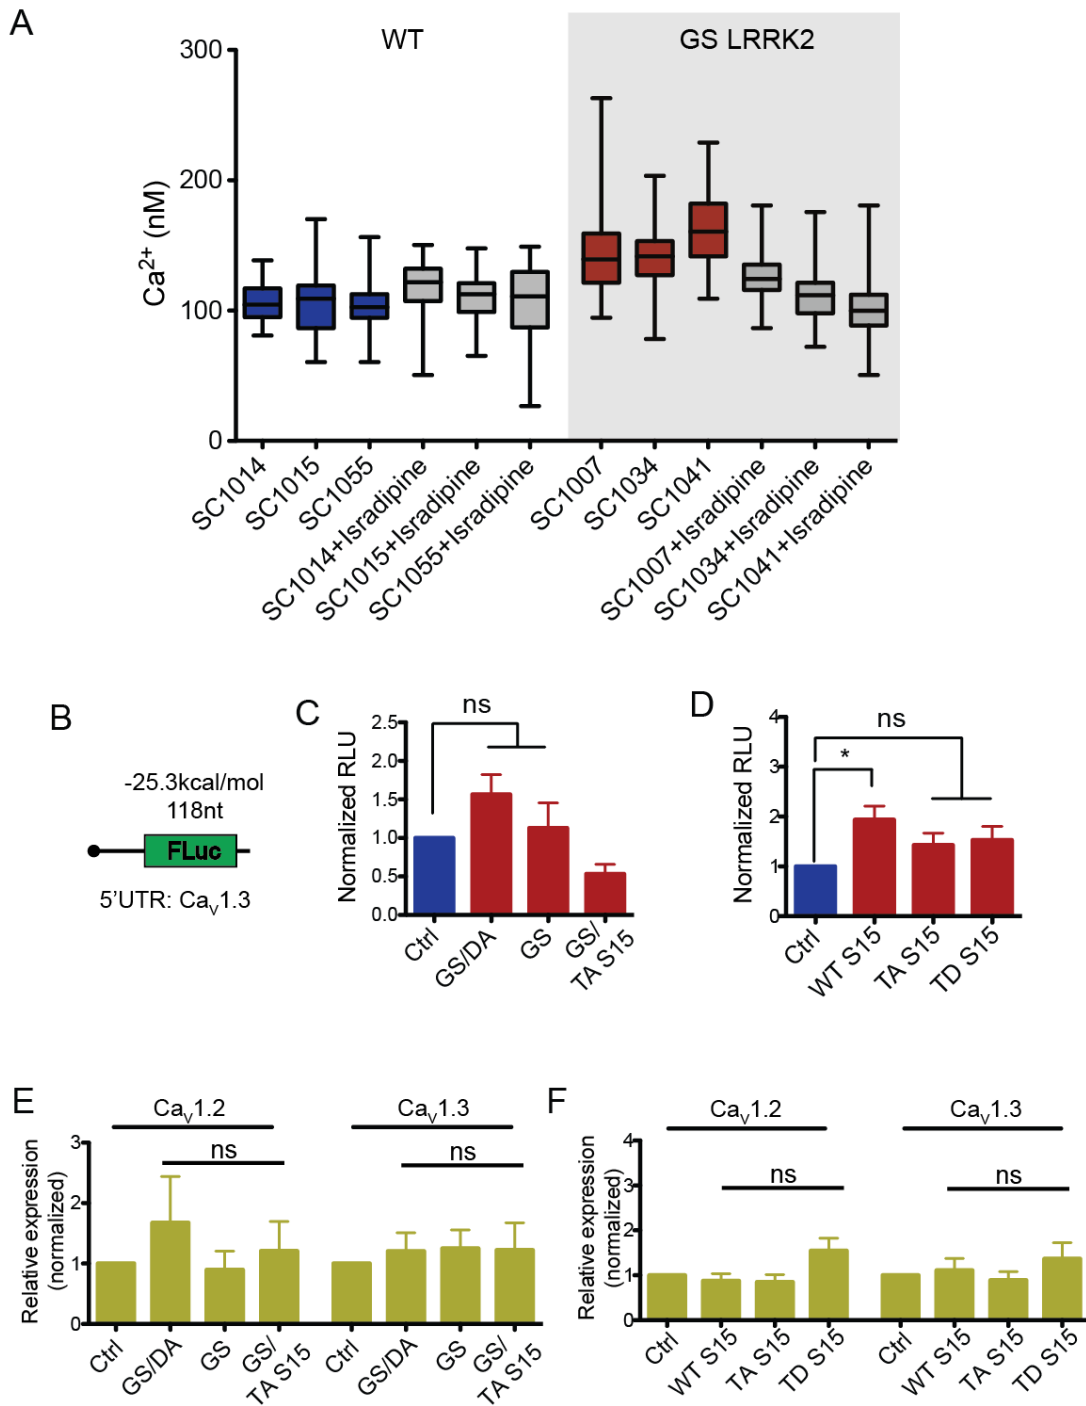 A
WT
GS LRRK2
Ca2+ (nM)
300
200
100
0
SC1014
SC1015
SC1055
SC1014+Isradipine
SC1015+Isradipine
SC1055+Isradipine
SC1007
SC1034
SC1041
SC1007+Isradipine
SC1034+Isradipine
SC1041+Isradipine
B
-25.3kcal/mol
118nt
FLuc
5'UTR: CaV1.3
C
ns
Normalized RLU
2.5
2.0
1.5
1.0
0.5
0.0
Ctrl
GS/DA
GS
GS/
TA S15
D
ns
*
Normalized RLU
4
3
2
1
0
Ctrl
WT S15
TA S15
TD S15
E
CaV1.2
CaV1.3
ns
ns
Relative expression
(normalized)
3
2
1
0
Ctrl
GS/DA
GS
GS/
TA S15
Ctrl
GS/DA
GS
GS/
TA S15
F
CaV1.2
CaV1.3
ns
ns
Relative expression
(normalized)
4
3
2
1
0
Ctrl
WT S15
TA S15
TD S15
Ctrl
WT S15
TA S15
TD S15